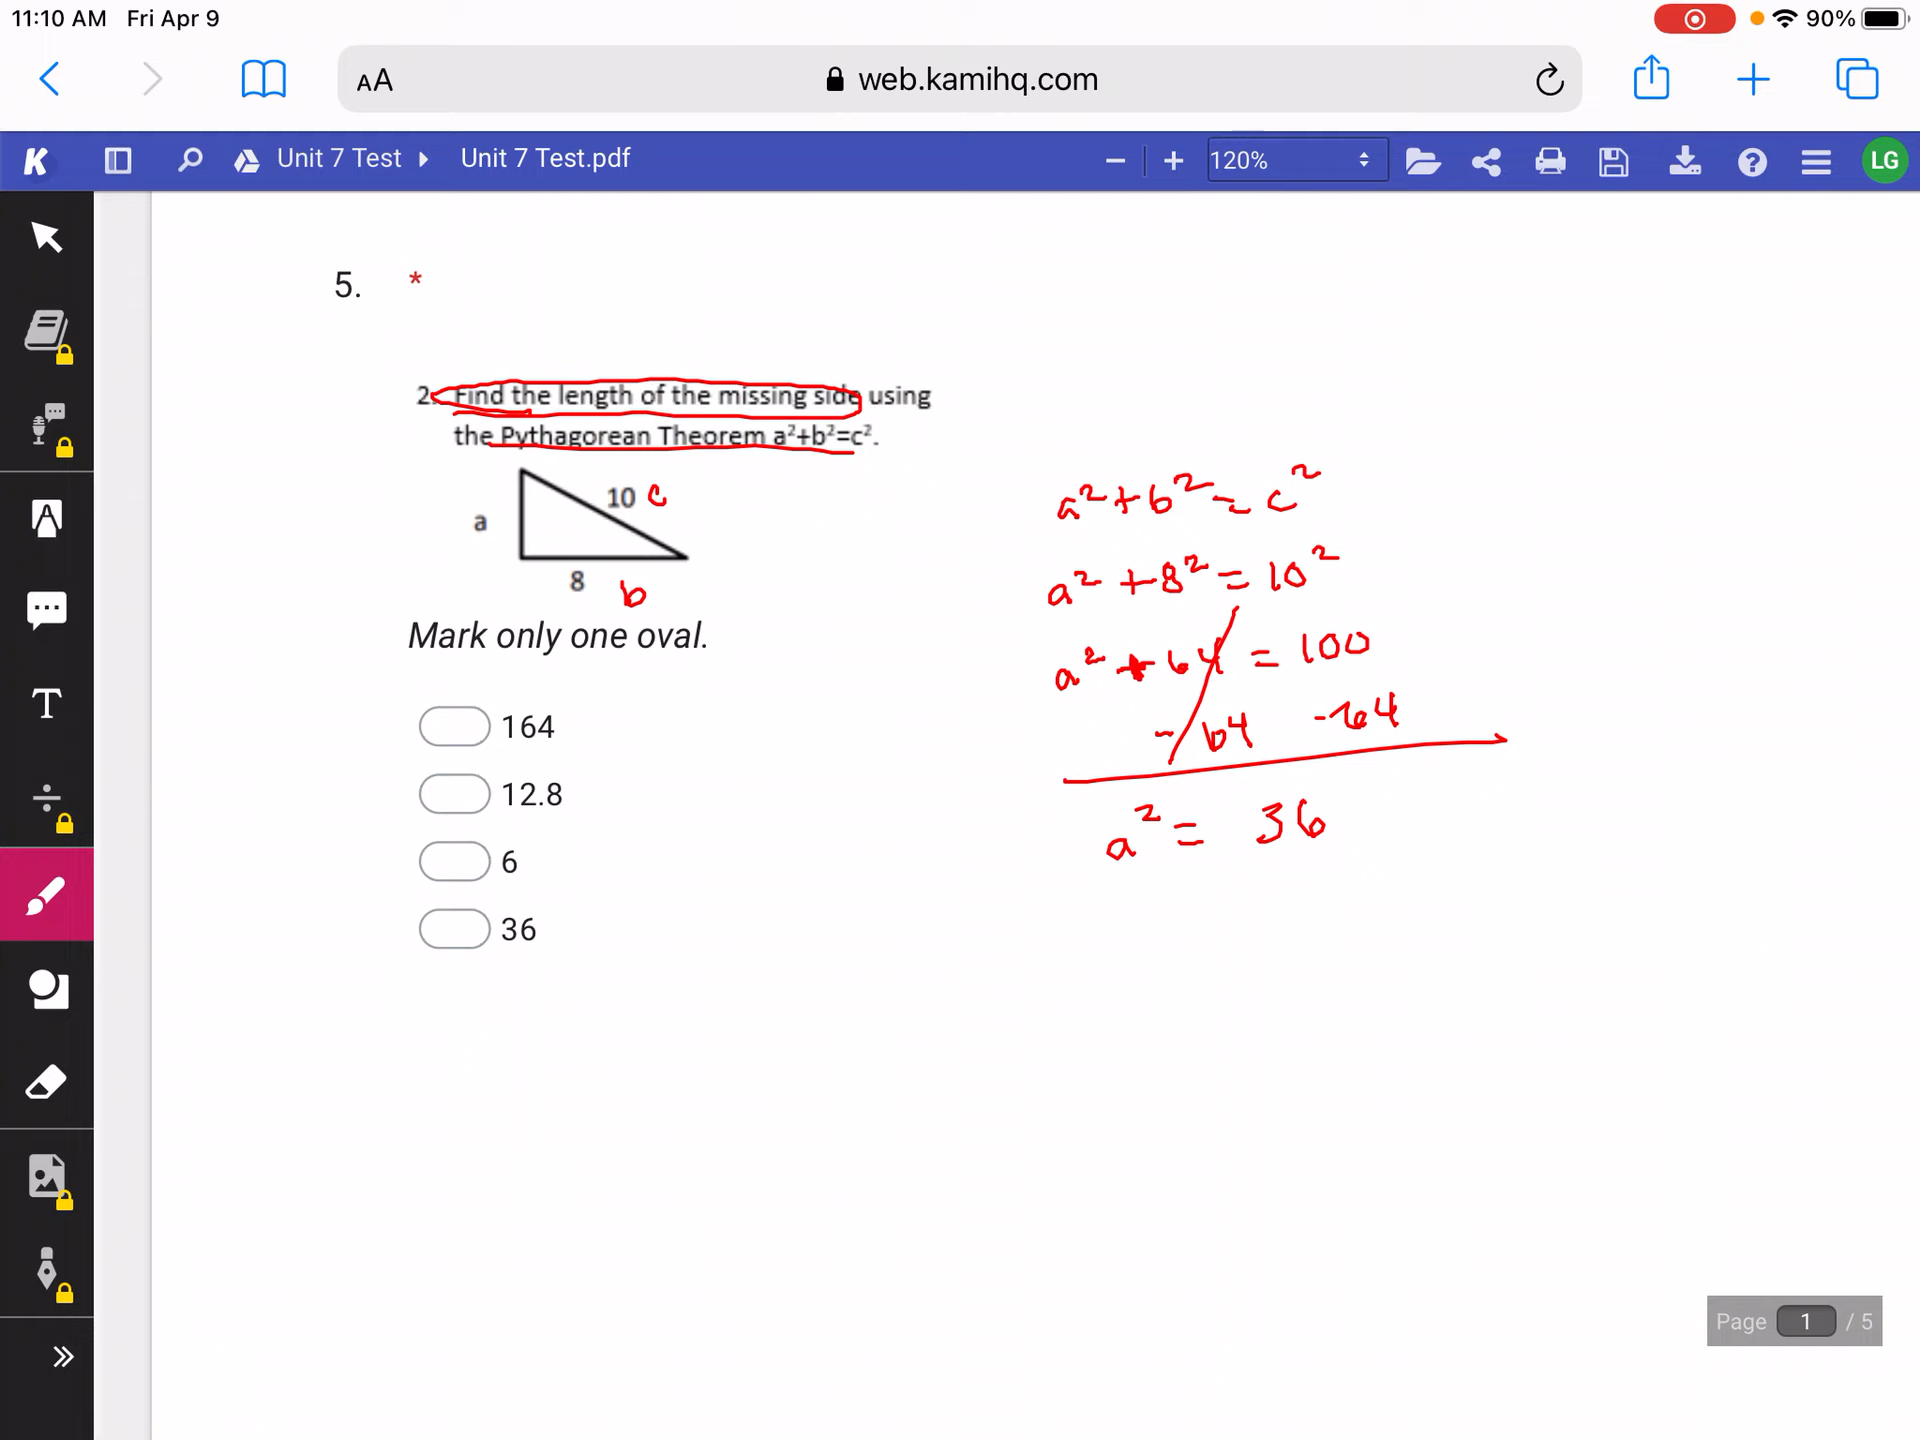 11:10 AM Fri Apr 9
90%
AA
web.kamihq.com
K
Unit 7 Test
Unit 7 Test.pdf
120%
LG
5. *
2. Find the length of the missing side using
the Pythagorean Theorem a²+b²=c².
10 c
a
8 b
Mark only one oval.
164
12.8
6
36
a² + b² = c²
a² + 8² = 10²
a² + 64 = 100
- 64 -64
a² = 36
T
Page 1 / 5